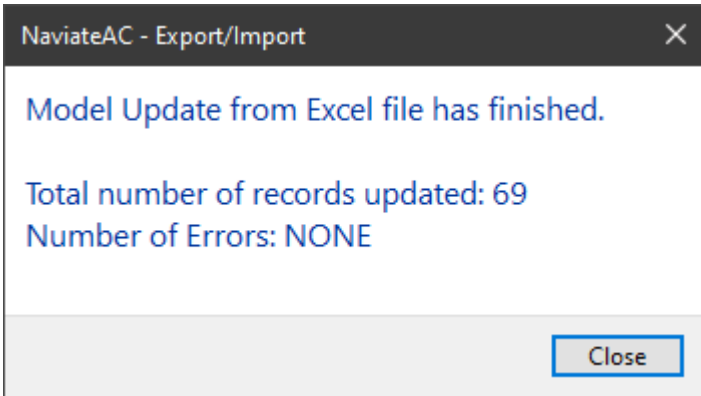 NaviateAC - Export/Import
Model Update from Excel file has finished.
Total number of records updated: 69
Number of Errors: NONE
Close